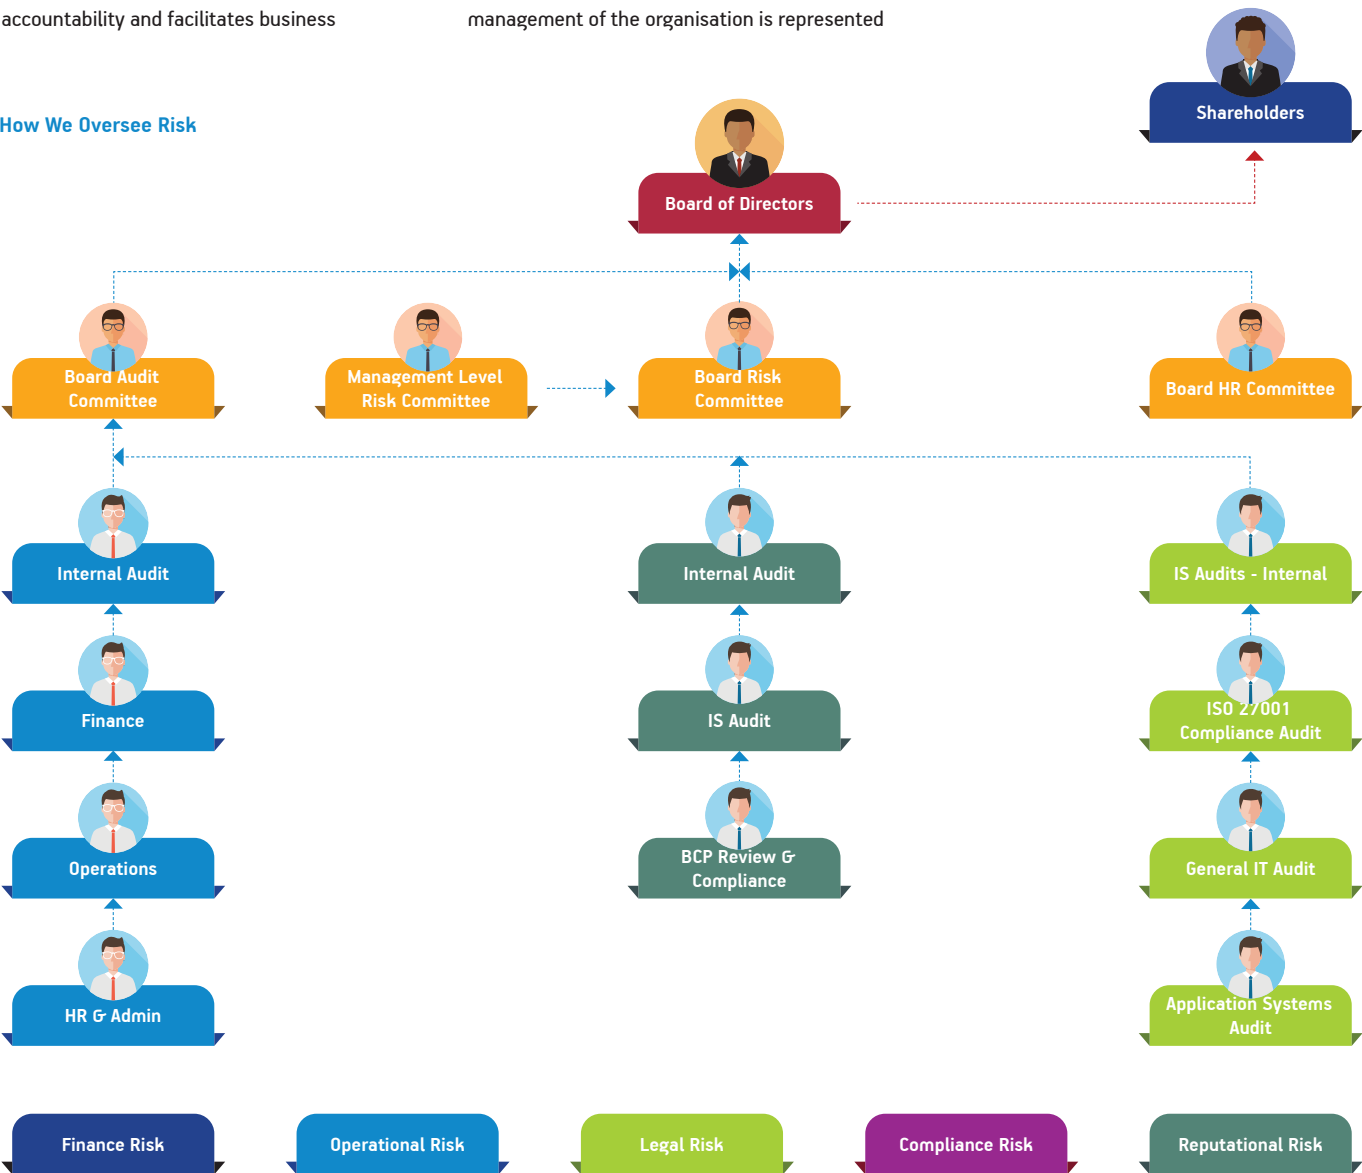 accountability and facilitates business
management of the organisation is represented
How We Oversee Risk
Shareholders
Board of Directors
Board Audit
Committee
Management Level
Risk Committee
Board Risk
Committee
Board HR Committee
Internal Audit
Internal Audit
IS Audits - Internal
Finance
IS Audit
ISO 27001
Compliance Audit
Operations
BCP Review &
Compliance
General IT Audit
HR & Admin
Application Systems
Audit
Finance Risk
Operational Risk
Legal Risk
Compliance Risk
Reputational Risk